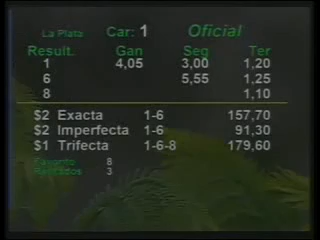 La Plata Car: 1 Oficial
Result. Gan Seg Ter
1 4,05 3,00 1,20
6 5,55 1,25
8 1,10
$2 Exacta 1-6 157,70
$2 Imperfecta 1-6 91,30
$1 Trifecta 1-6-8 179,60
Favorito 8
Retirados 3